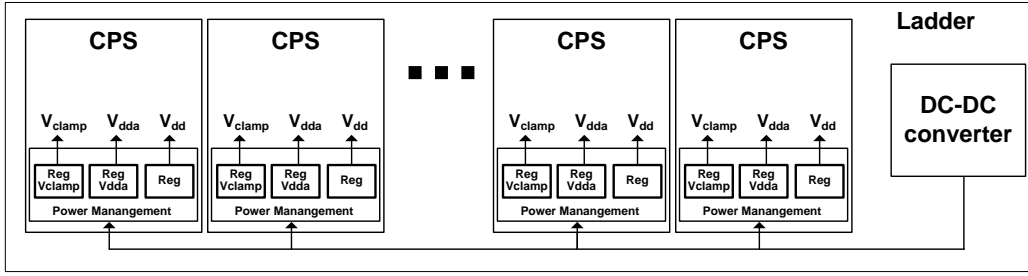 CPS CPS CPS CPS Ladder
DC-DC
converter
Vclamp Vdda Vdd Vclamp Vdda Vdd Vclamp Vdda Vdd Vclamp Vdda Vdd
Reg Vclamp Reg Vdda Reg Reg Vclamp Reg Vdda Reg Reg Vclamp Reg Vdda Reg Reg Vclamp Reg Vdda Reg
Power Manangement Power Manangement Power Manangement Power Manangement